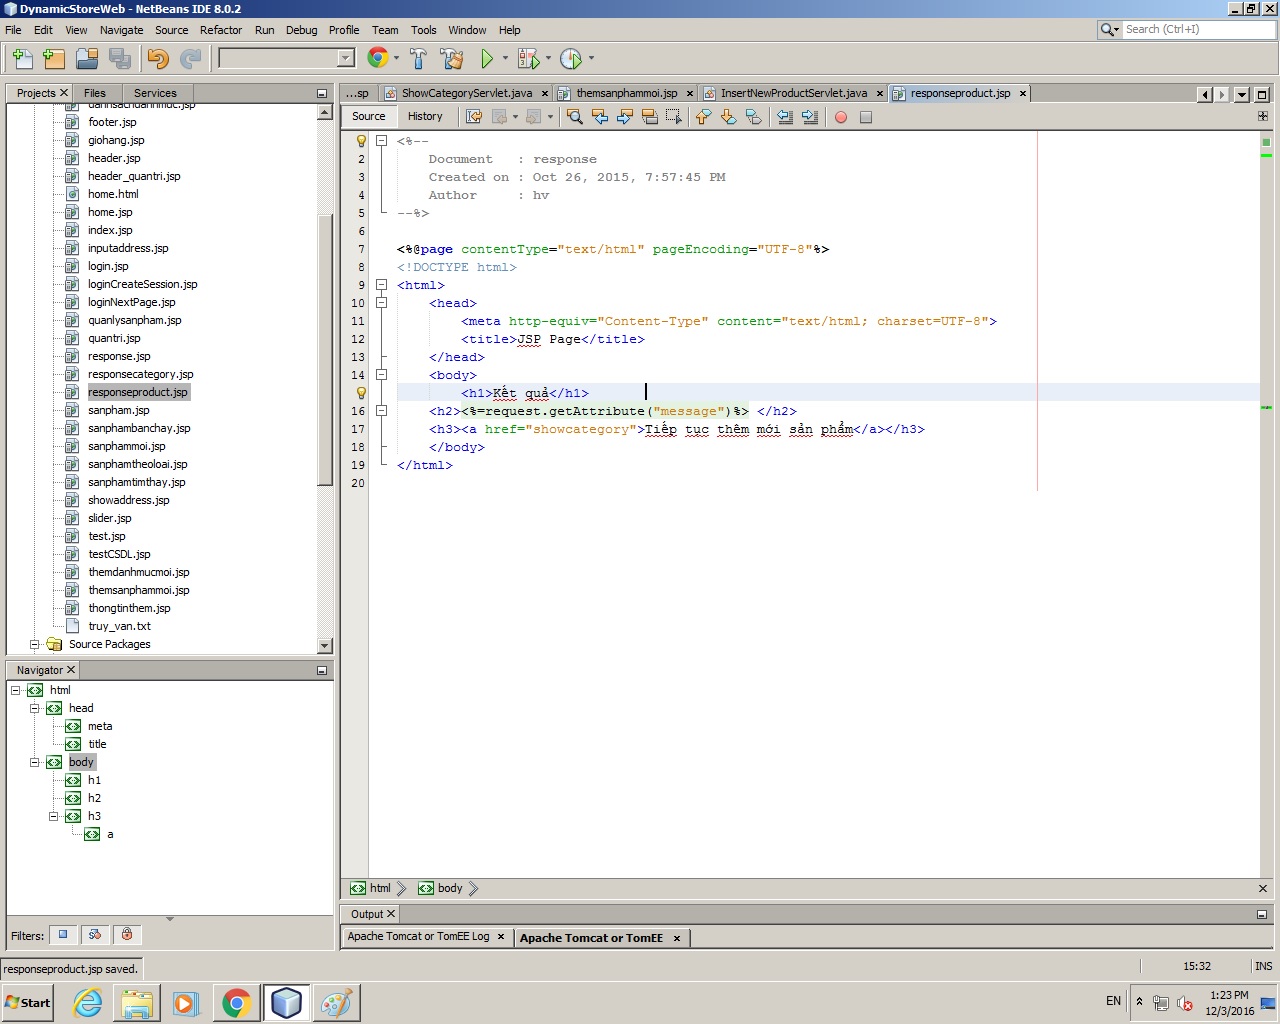 DynamicStoreWeb - NetBeans IDE 8.0.2
File Edit View Navigate Source Refactor Run Debug Profile Team Tools Window Help
Search (Ctrl+I)
Projects Files Services
danhsachdanhmuc.jsp
footer.jsp
giohang.jsp
header.jsp
header_quantri.jsp
home.html
home.jsp
index.jsp
inputaddress.jsp
login.jsp
loginCreateSession.jsp
loginNextPage.jsp
quanlysanpham.jsp
quantri.jsp
response.jsp
responsecategory.jsp
responseproduct.jsp
sanpham.jsp
sanphambanchay.jsp
sanphammoi.jsp
sanphamtheoloai.jsp
sanphamtimthay.jsp
showaddress.jsp
slider.jsp
test.jsp
testCSDL.jsp
themdanhmucmoi.jsp
themsanphammoi.jsp
thongtinthem.jsp
truy_van.txt
Source Packages
Navigator
html
head
meta
title
body
h1
h2
h3
a
Filters:
...sp ShowCategoryServlet.java themsanphammoi.jsp InsertNewProductServlet.java responseproduct.jsp
Source History
<%--
2 Document : response
3 Created on : Oct 26, 2015, 7:57:45 PM
4 Author : hv
5 --%>
6
7 <%@page contentType="text/html" pageEncoding="UTF-8"%>
8 <!DOCTYPE html>
9 <html>
10 <head>
11 <meta http-equiv="Content-Type" content="text/html; charset=UTF-8">
12 <title>JSP Page</title>
13 </head>
14 <body>
<h1>Kết quả</h1>
16 <h2><%=request.getAttribute("message")%> </h2>
17 <h3><a href="showcategory">Tiếp tục thêm mới sản phẩm</a></h3>
18 </body>
19 </html>
20
html body
Output
Apache Tomcat or TomEE Log Apache Tomcat or TomEE
responseproduct.jsp saved.
15:32 INS
Start
EN
1:23 PM
12/3/2016